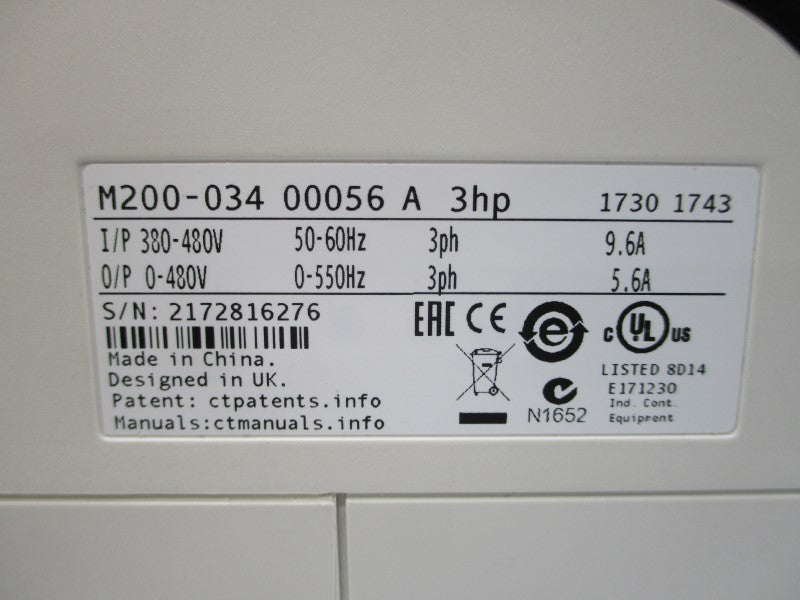 M200-034 00056 A 3hp 1730 1743
I/P 380-480V 50-60Hz 3ph 9.6A
O/P 0-480V 0-550Hz 3ph 5.6A
S/N: 2172816276
Made in China.
Designed in UK.
Patent: ctpatents.info
Manuals:ctmanuals.info
EAC CE e c UL us
N1652
LISTED 8D14
E171230
Ind. Cont.
Equipment